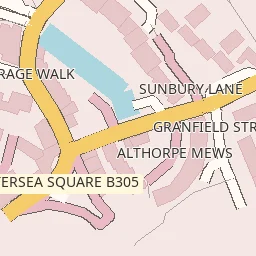 RAGE WALK
SUNBURY LANE
GRANFIELD STR
ALTHORPE MEWS
ERSEA SQUARE B305